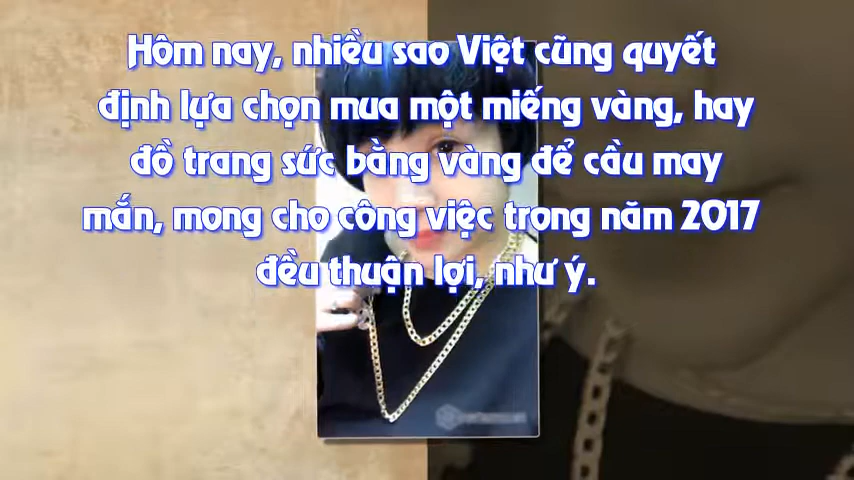 Hôm nay, nhiều sao Việt cũng quyết
định lựa chọn mua một miếng vàng, hay
đồ trang sức bằng vàng để cầu may
mắn, mong cho công việc trong năm 2017
đều thuận lợi, như ý.